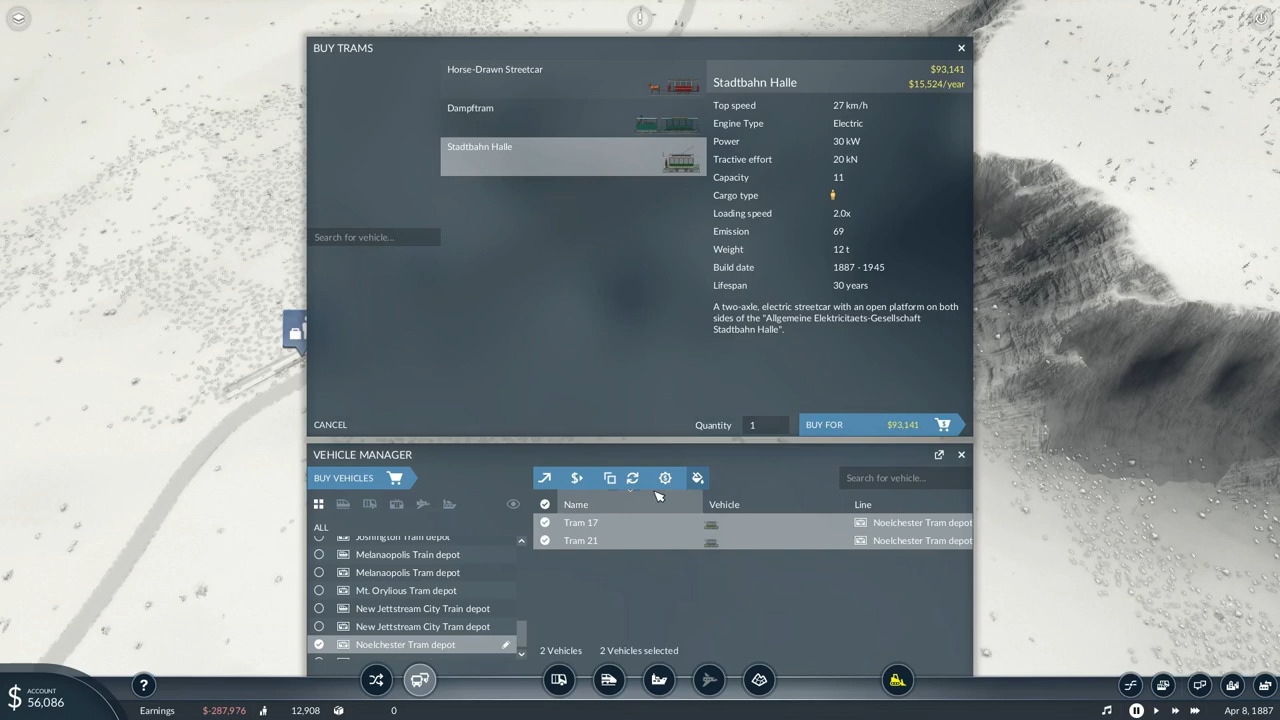 BUY TRAMS
Horse-Drawn Streetcar
Dampftram
Stadtbahn Halle
Search for vehicle...
Stadtbahn Halle
$93,141
$15,524/year
Top speed 27 km/h
Engine Type Electric
Power 30 kW
Tractive effort 20 kN
Capacity 11
Cargo type
Loading speed 2.0x
Emission 69
Weight 12 t
Build date 1887 - 1945
Lifespan 30 years
A two-axle, electric streetcar with an open platform on both
sides of the "Allgemeine Elektricitaets-Gesellschaft
Stadtbahn Halle".
CANCEL
Quantity 1
BUY FOR $93,141
VEHICLE MANAGER
BUY VEHICLES
Search for vehicle...
ALL
Joshington Tram depot
Melanaopolis Train depot
Melanaopolis Tram depot
Mt. Orylious Tram depot
New Jettstream City Train depot
New Jettstream City Tram depot
Noelchester Tram depot
Name Vehicle Line
Tram 17 Noelchester Tram depot
Tram 21 Noelchester Tram depot
2 Vehicles 2 Vehicles selected
$ ACCOUNT
56,086
?
Earnings $-287,976 12,908 0
Apr 8, 1887